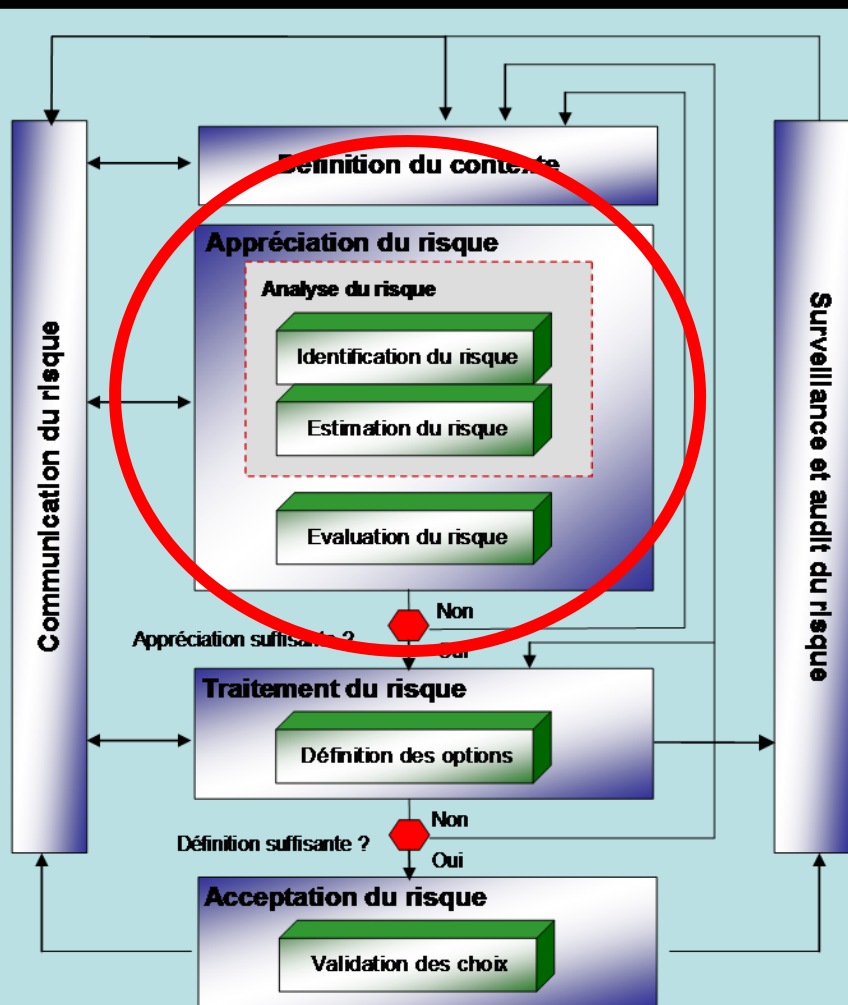 Définition du contexte
Appréciation du risque
Analyse du risque
Identification du risque
Estimation du risque
Evaluation du risque
Non
Appréciation suffisante ?
Oui
Traitement du risque
Définition des options
Non
Définition suffisante ?
Oui
Acceptation du risque
Validation des choix
Communication du risque
Surveillance et audit du risque